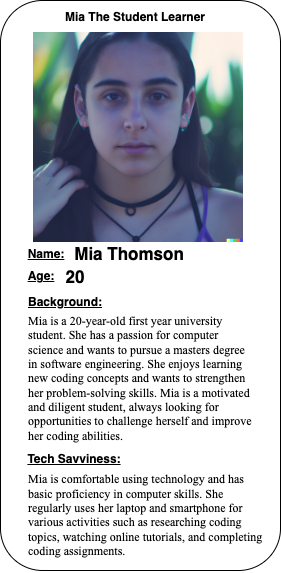 Mia The Student Learner
Name: Mia Thomson
Age: 20
Background:
Mia is a 20-year-old first year university
student. She has a passion for computer
science and wants to pursue a masters degree
in software engineering. She enjoys learning
new coding concepts and wants to strengthen
her problem-solving skills. Mia is a motivated
and diligent student, always looking for
opportunities to challenge herself and improve
her coding abilities.
Tech Savviness:
Mia is comfortable using technology and has
basic proficiency in computer skills. She
regularly uses her laptop and smartphone for
various activities such as researching coding
topics, watching online tutorials, and completing
coding assignments.